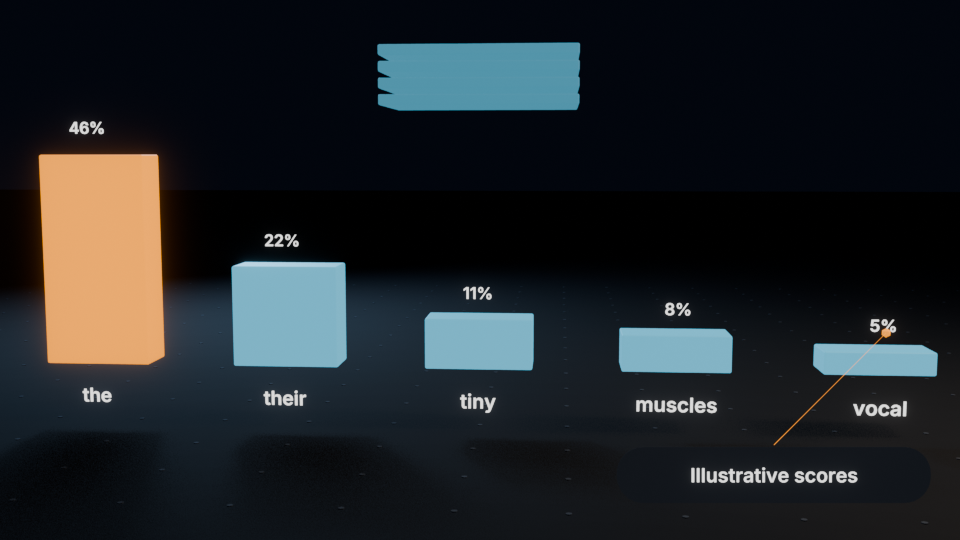 46%
22%
11%
8%
5%
the
their
tiny
muscles
vocal
Illustrative scores